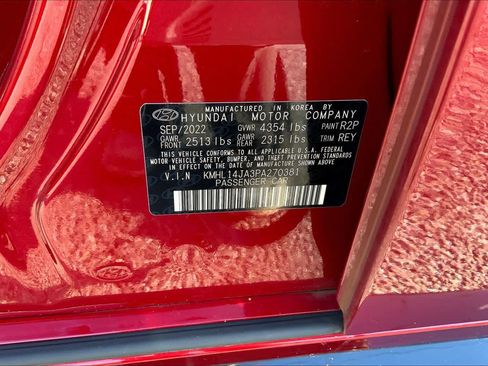 MANUFACTURED IN KOREA BY
HYUNDAI MOTOR COMPANY
SEP/2022 GVWR 4354 lbs PAINT R2P
GAWR FRONT 2513 lbs GAWR REAR 2315 lbs TRIM REY
THIS VEHICLE CONFORMS TO ALL APPLICABLE U.S.A. FEDERAL
MOTOR VEHICLE SAFETY, BUMPER, AND THEFT PREVENTION STANDARDS
IN EFFECT ON THE DATE OF MANUFACTURE SHOWN ABOVE.
V.I.N KMHL14JA3PA270381
PASSENGER CAR